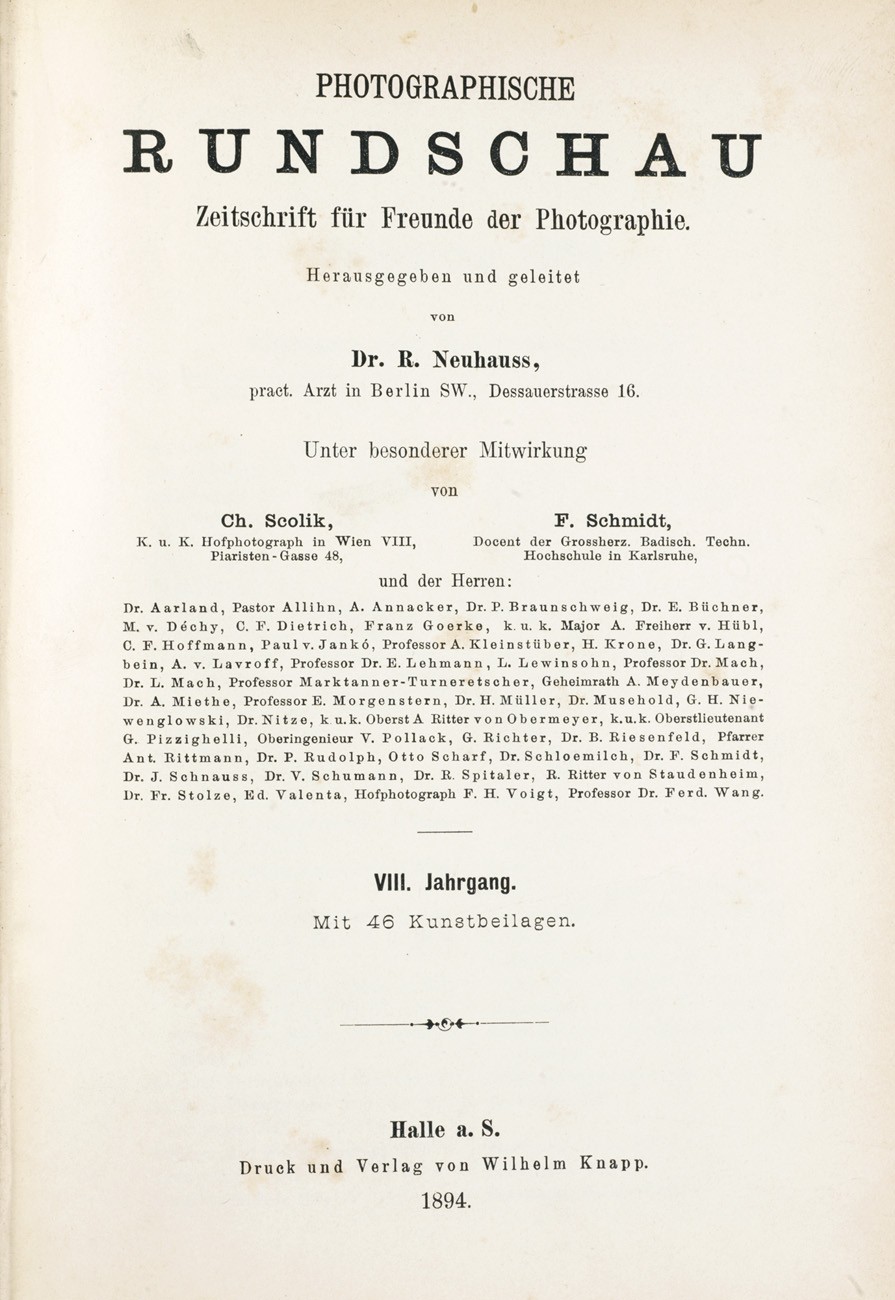 PHOTOGRAPHISCHE
RUNDSCHAU
Zeitschrift für Freunde der Photographie.
Herausgegeben und geleitet
von
Dr. R. Neuhauss,
pract. Arzt in Berlin SW., Dessauerstrasse 16.
Unter besonderer Mitwirkung
von
Ch. Scolik,
K. u. K. Hofphotograph in Wien VIII,
Piaristen-Gasse 48,
F. Schmidt,
Docent der Grossherz. Badisch. Techn.
Hochschule in Karlsruhe,
und der Herren:
Dr. Aarland, Pastor Allihn, A. Annacker, Dr. P. Braunschweig, Dr. E. Büchner,
M. v. Déchy, C. F. Dietrich, Franz Goerke, k. u. k. Major A. Freiherr v. Hübl,
C. F. Hoffmann, Paul v. Jankó, Professor A. Kleinstüber, H. Krone, Dr. G. Lang-
bein, A. v. Lavroff, Professor Dr. E. Lehmann, L. Lewinsohn, Professor Dr. Mach,
Dr. L. Mach, Professor Marktanner-Turneretscher, Geheimrath A. Meydenbauer,
Dr. A. Miethe, Professor E. Morgenstern, Dr. H. Müller, Dr. Musehold, G. H. Nie-
wenglowski, Dr. Nitze, k. u. k. Oberst A Ritter von Obermeyer, k.u.k. Oberstlieutenant
G. Pizzighelli, Oberingenieur V. Pollack, G. Richter, Dr. B. Riesenfeld, Pfarrer
Ant. Rittmann, Dr. P. Rudolph, Otto Scharf, Dr. Schloemilch, Dr. F. Schmidt,
Dr. J. Schnauss, Dr. V. Schumann, Dr. R. Spitaler, R. Ritter von Staudenheim,
Dr. Fr. Stolze, Ed. Valenta, Hofphotograph F. H. Voigt, Professor Dr. Ferd. Wang.
VIII. Jahrgang.
Mit 46 Kunstbeilagen.
Halle a. S.
Druck und Verlag von Wilhelm Knapp.
1894.